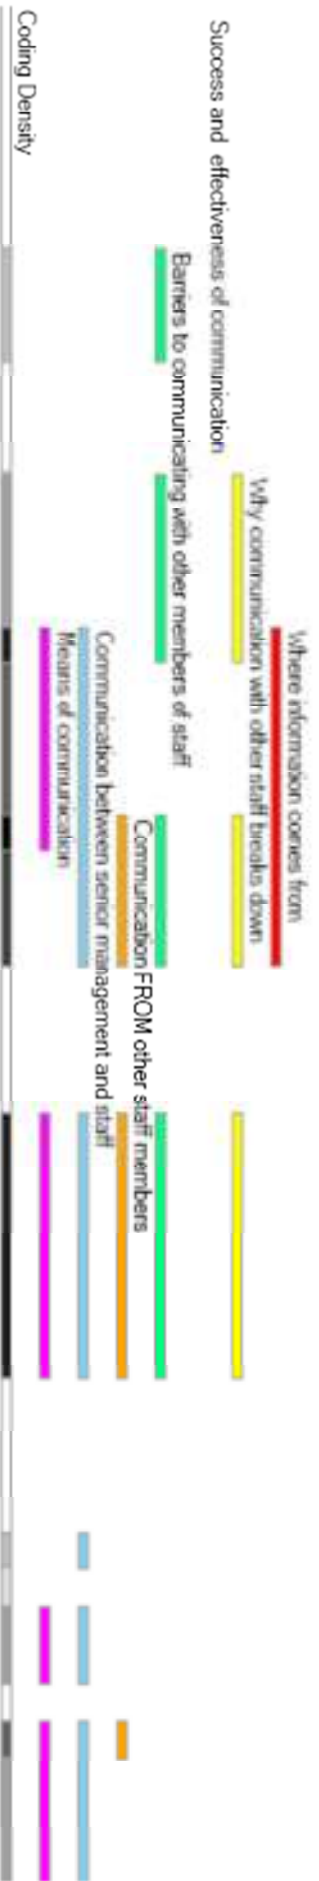 Where information comes from
Why communication with other staff breaks down
Success and effectiveness of communication
Barriers to communicating with other members of staff
Communication FROM other staff members
Communication between senior management and staff
Means of communication
Coding Density